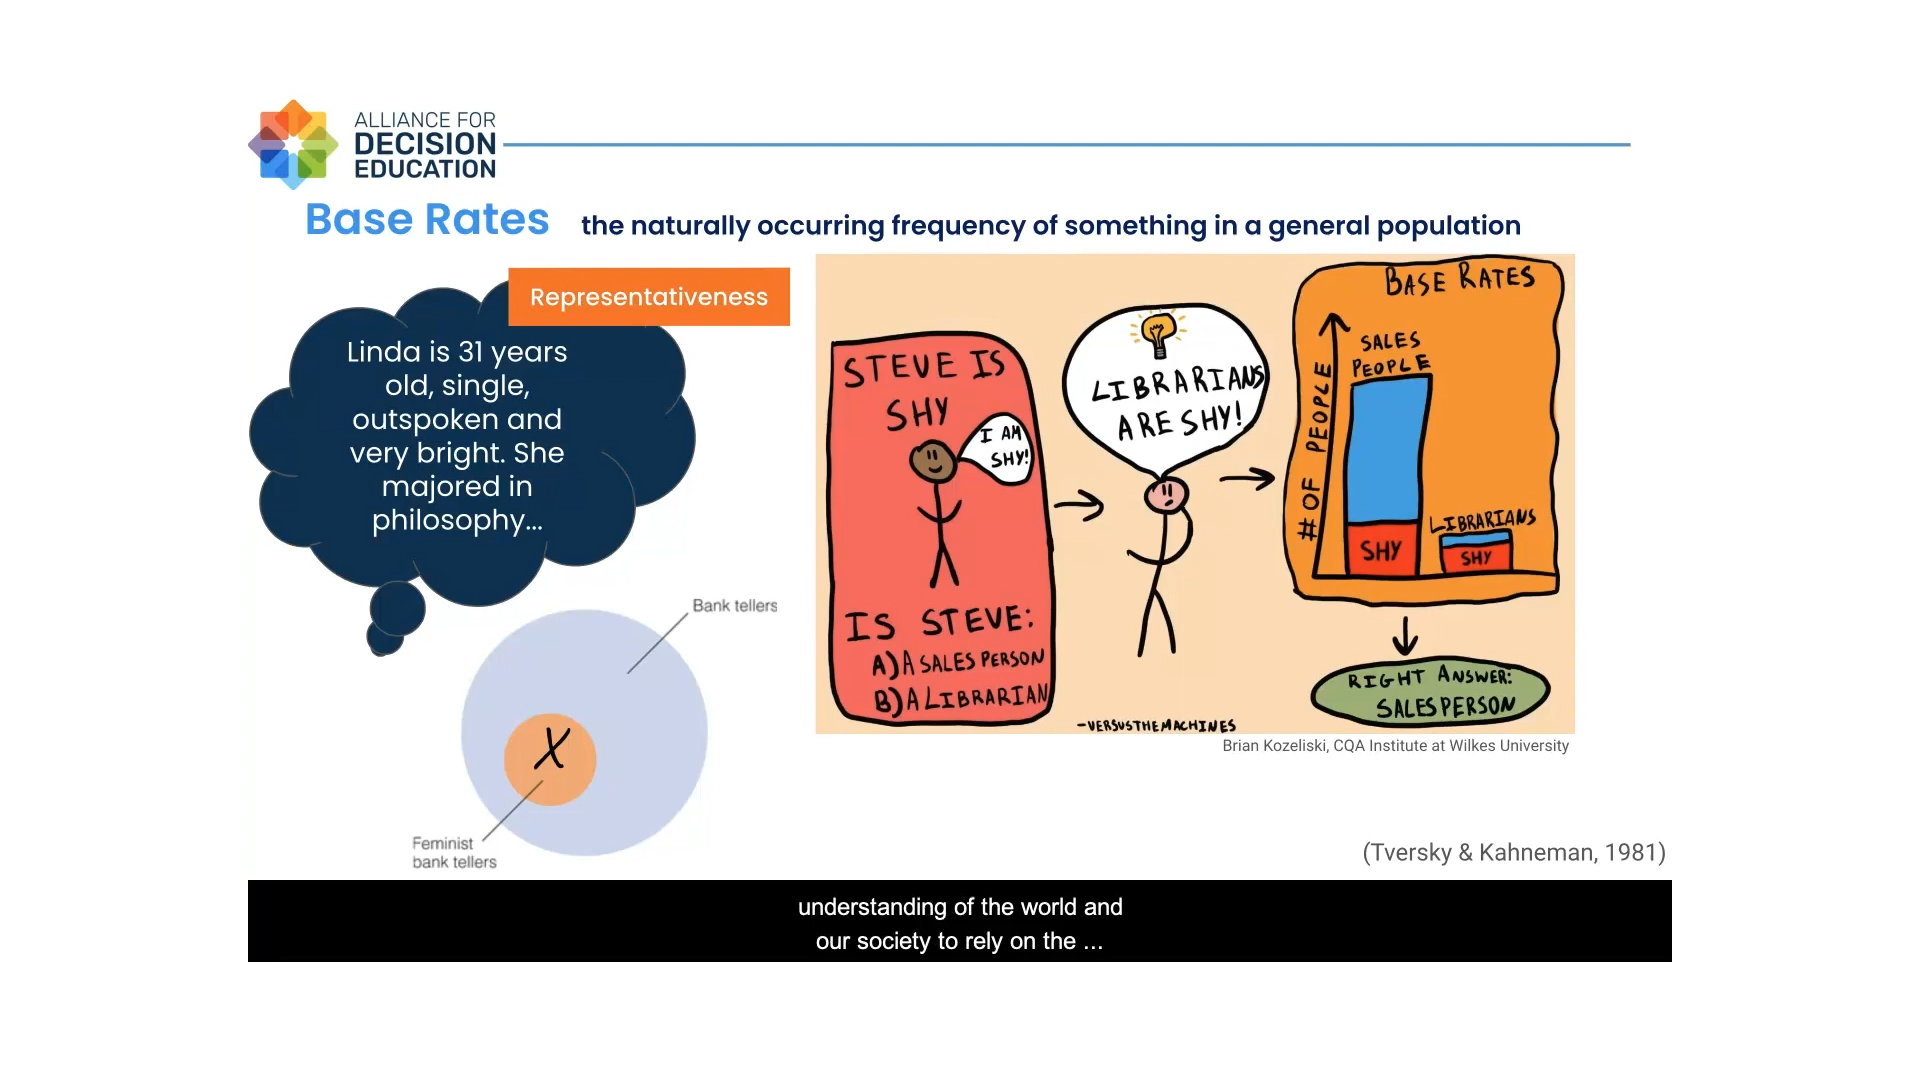 ALLIANCE FOR
DECISION
EDUCATION
Base Rates
the naturally occurring frequency of something in a general population
Representativeness
Linda is 31 years
old, single,
outspoken and
very bright. She
majored in
philosophy...
Bank tellers
X
Feminist
bank tellers
STEVE IS
SHY
I AM
SHY!
IS STEVE:
A) A SALES PERSON
B) A LIBRARIAN
LIBRARIANS
ARE SHY!
-VERSUSTHEMACHINES
BASE RATES
# OF PEOPLE
SALES
PEOPLE
SHY
LIBRARIANS
SHY
RIGHT ANSWER:
SALESPERSON
Brian Kozeliski, CQA Institute at Wilkes University
(Tversky & Kahneman, 1981)
understanding of the world and
our society to rely on the ...